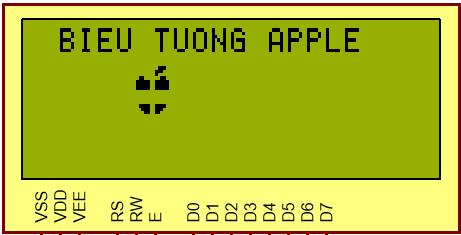 BIEU TUONG APPLE
VSS VDD VEE RS RW E D0 D1 D2 D3 D4 D5 D6 D7